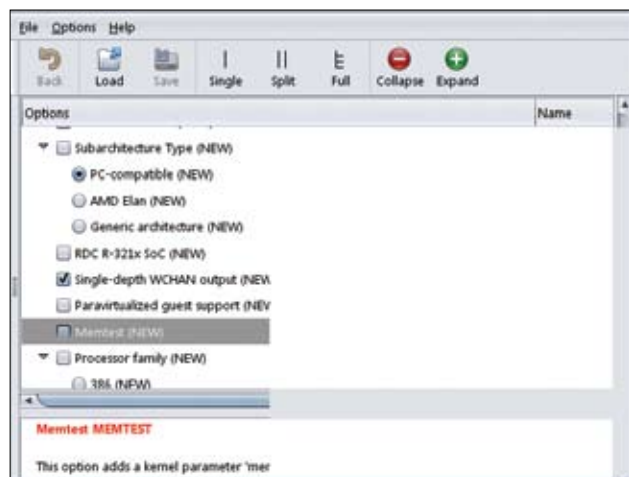 File Options Help
Back Load Save Single Split Full Collapse Expand
Options Name
Subarchitecture Type (NEW)
PC-compatible (NEW)
AMD Elan (NEW)
Generic architecture (NEW)
RDC R-321x SoC (NEW)
Single-depth WCHAN output (NEW
Paravirtualized guest support (NEV
Memtest (NEW)
Processor family (NEW)
386 (NEW)
Memtest MEMTEST
This option adds a kernel parameter 'mer